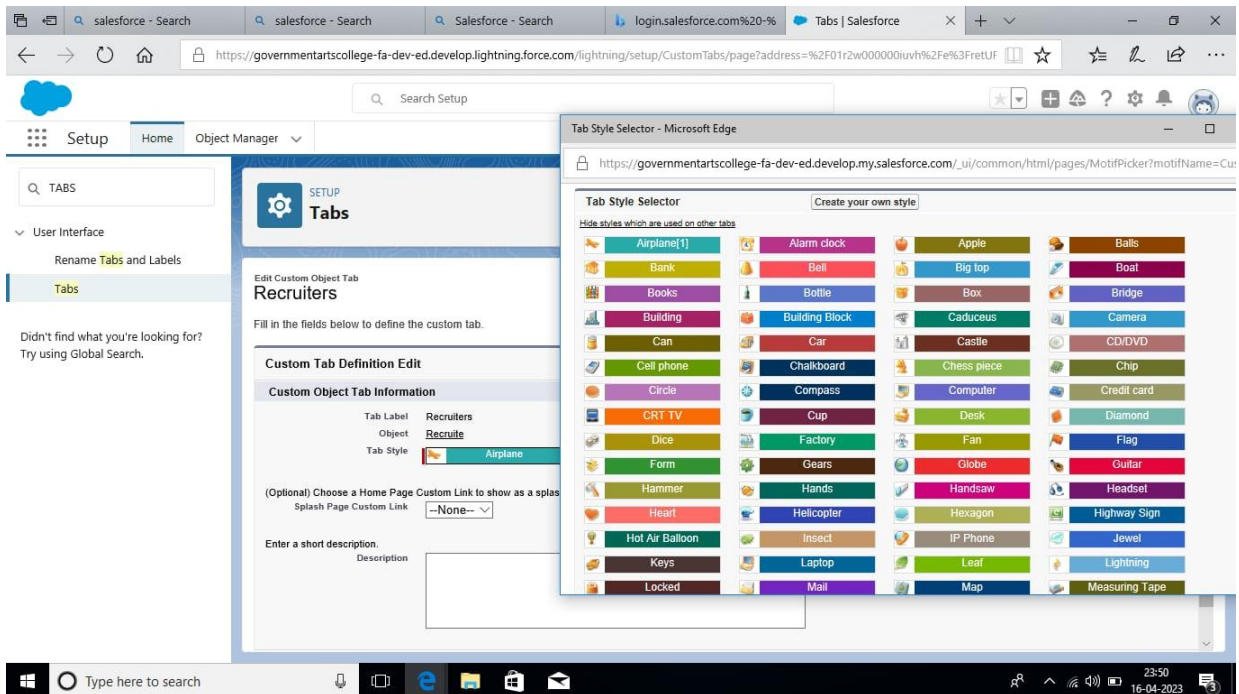 salesforce - Search
salesforce - Search
Salesforce - Search
login.salesforce.com%20-%
Tabs | Salesforce
https://governmentartscollege-fa-dev-ed.develop.lightning.force.com/lightning/setup/CustomTabs/page?address=%2F01r2w000000iuvh%2Fe%3FretUF
Search Setup
Setup Home Object Manager
TABS
User Interface
Rename Tabs and Labels
Tabs
Didn't find what you're looking for?
Try using Global Search.
SETUP
Tabs
Edit Custom Object Tab
Recruiters
Fill in the fields below to define the custom tab.
Custom Tab Definition Edit
Custom Object Tab Information
Tab Label Recruiters
Object Recruite
Tab Style Airplane
(Optional) Choose a Home Page Custom Link to show as a splas
Splash Page Custom Link --None--
Enter a short description.
Description
Tab Style Selector - Microsoft Edge
https://governmentartscollege-fa-dev-ed.develop.my.salesforce.com/_ui/common/html/pages/MotifPicker?motifName=Cus
Tab Style Selector Create your own style
Hide styles which are used on other tabs
Airplane[1] Alarm clock Apple Balls
Bank Bell Big top Boat
Books Bottle Box Bridge
Building Building Block Caduceus Camera
Can Car Castle CD/DVD
Cell phone Chalkboard Chess piece Chip
Circle Compass Computer Credit card
CRT TV Cup Desk Diamond
Dice Factory Fan Flag
Form Gears Globe Guitar
Hammer Hands Handsaw Headset
Heart Helicopter Hexagon Highway Sign
Hot Air Balloon Insect IP Phone Jewel
Keys Laptop Leaf Lightning
Locked Mail Map Measuring Tape
Type here to search
23:50
16-04-2023
3